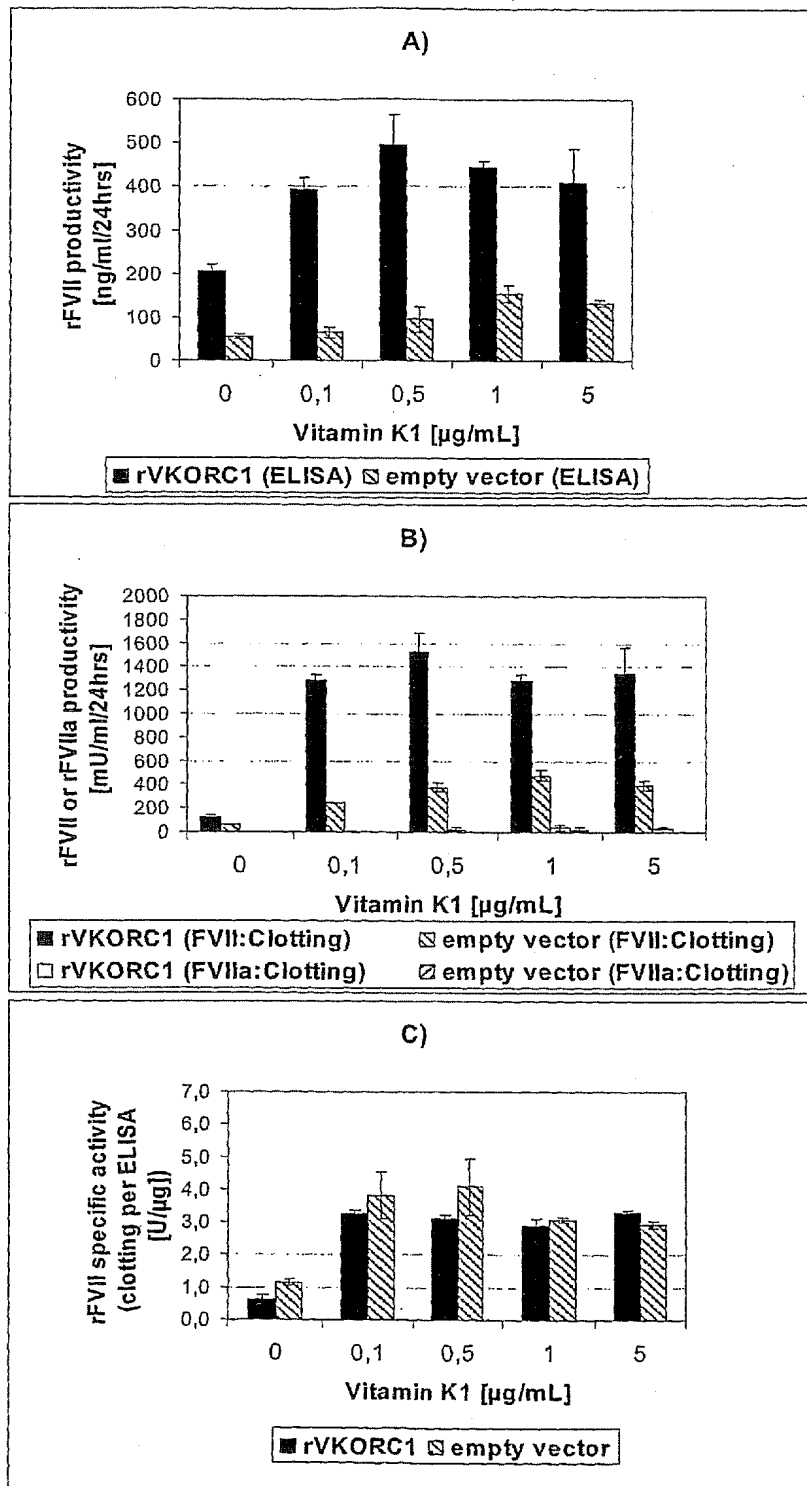 A)
rFVII productivity
[ng/ml/24hrs]
600
500
400
300
200
100
0
0 0,1 0,5 1 5
Vitamin K1 [µg/mL]
rVKORC1 (ELISA) empty vector (ELISA)
B)
rFVII or rFVIIa productivity
[mU/ml/24hrs]
2000
1800
1600
1400
1200
1000
800
600
400
200
0
0 0,1 0,5 1 5
Vitamin K1 [µg/mL]
rVKORC1 (FVII:Clotting) empty vector (FVII:Clotting)
rVKORC1 (FVIIa:Clotting) empty vector (FVIIa:Clotting)
C)
rFVII specific activity
(clotting per ELISA
[U/µg])
7,0
6,0
5,0
4,0
3,0
2,0
1,0
0,0
0 0,1 0,5 1 5
Vitamin K1 [µg/mL]
rVKORC1 empty vector